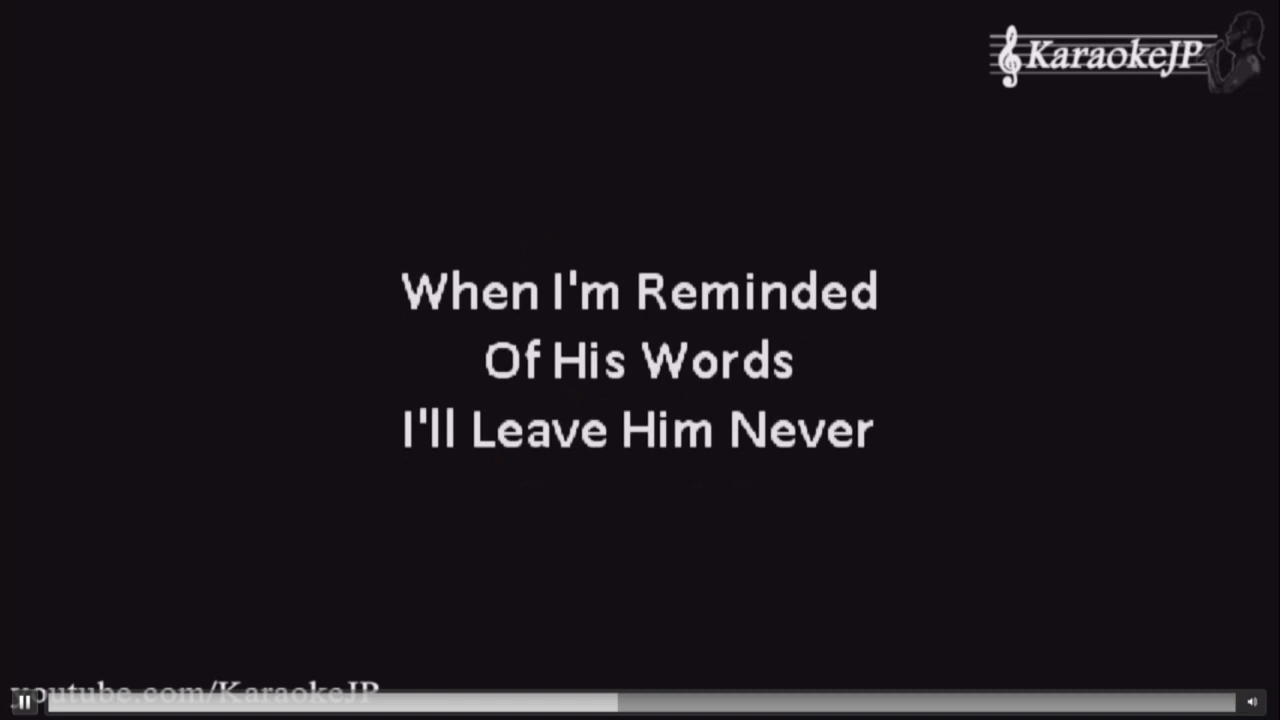 KaraokeJP
When I'm Reminded
Of His Words
I'll Leave Him Never
youtube.com/KaraokeJP